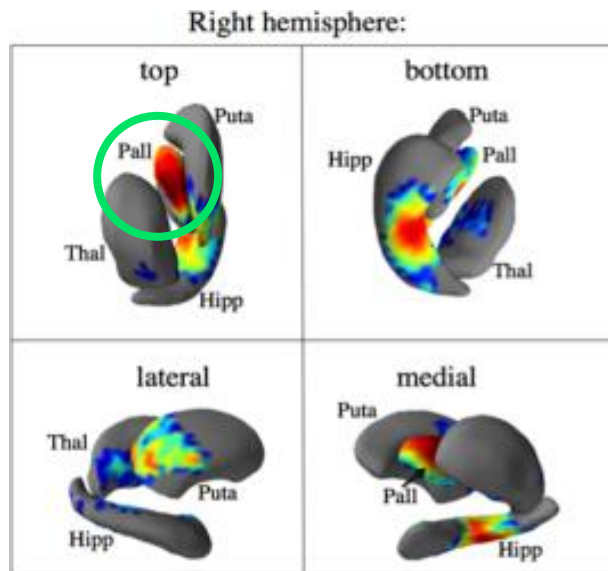 Right hemisphere:
top
Puta
Pall
Thal
Hipp
bottom
Puta
Hipp
Pall
Thal
lateral
Thal
Puta
Hipp
medial
Puta
Pall
Hipp